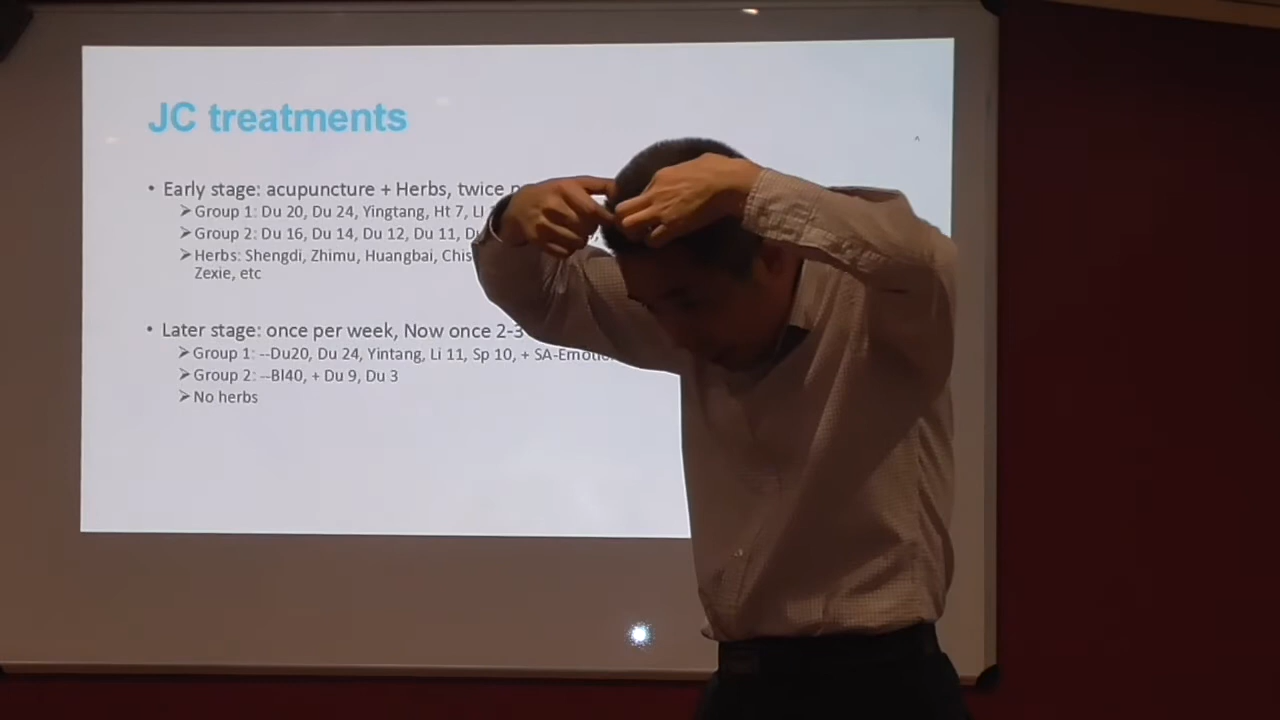 JC treatments
• Early stage: acupuncture + Herbs, twice
➢Group 1: Du 20, Du 24, Yingtang, Ht 7, LI
➢Group 2: Du 16, Du 14, Du 12, Du 11,
➢Herbs: Shengdi, Zhimu, Huangbai,
Zexie, etc
• Later stage: once per week, Now once 2-3
➢Group 1: --Du20, Du 24, Yintang, Li 11, Sp 10, +
➢Group 2: --Bl40, + Du 9, Du 3
➢No herbs